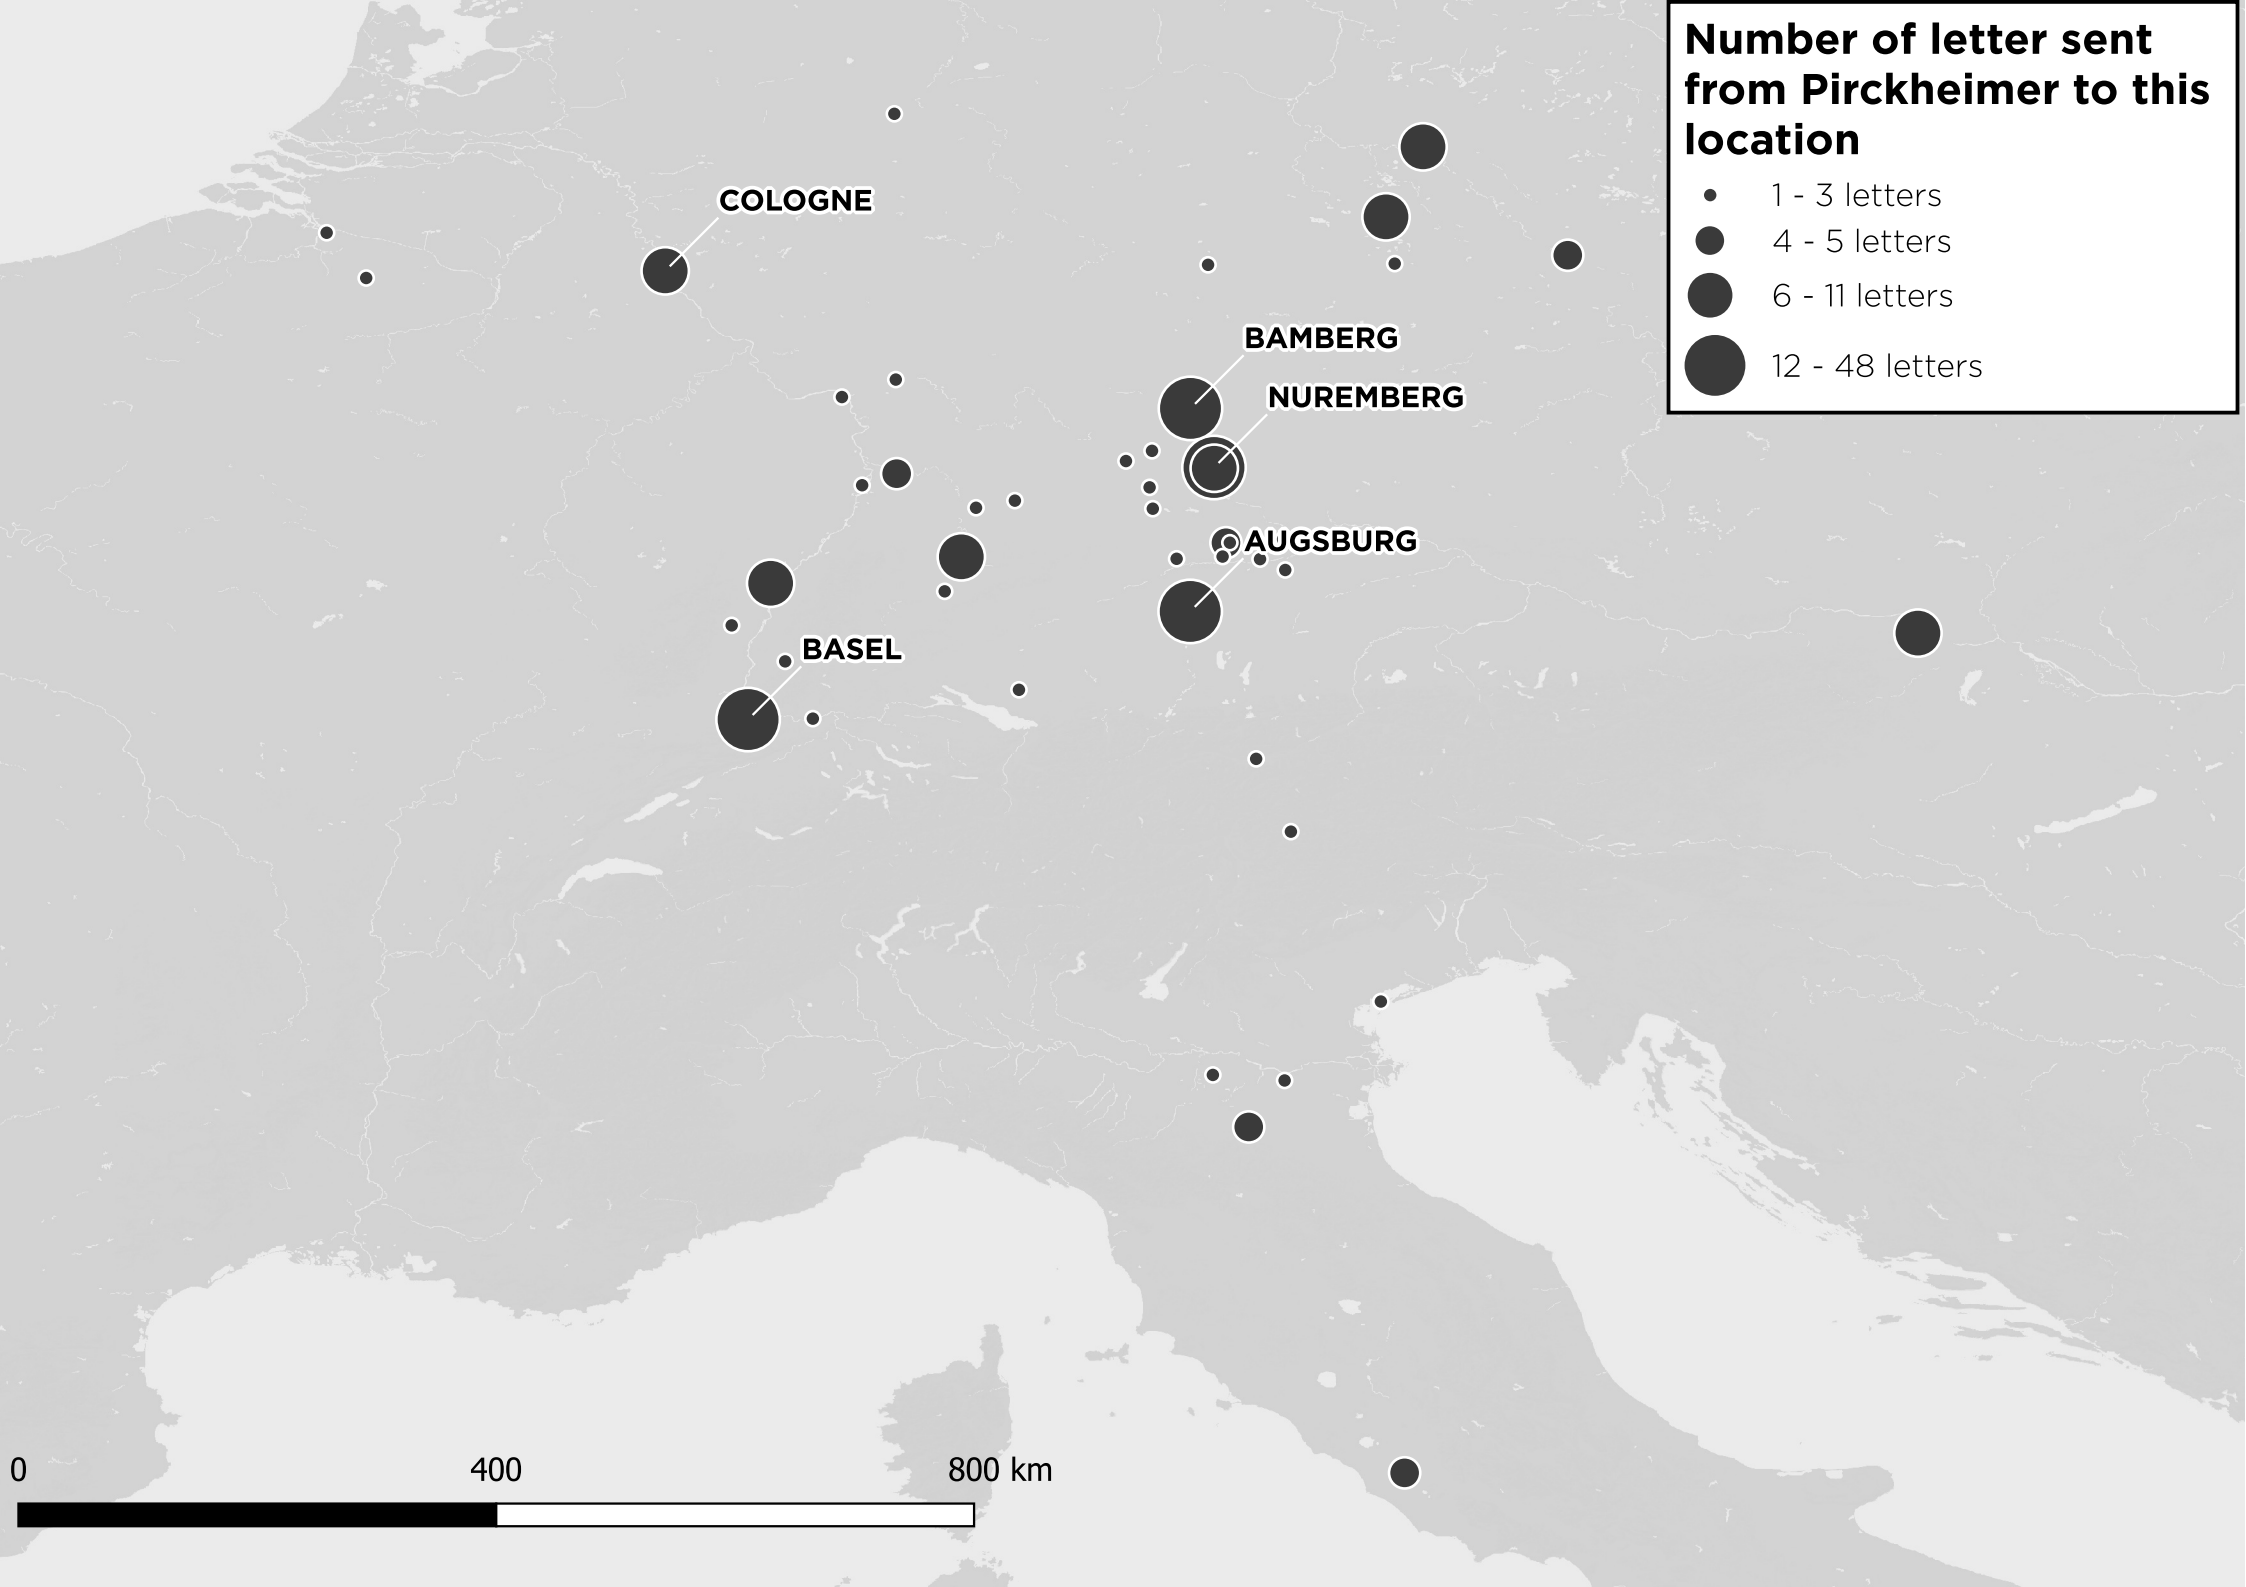 Number of letter sent
from Pirckheimer to this
location
1 - 3 letters
4 - 5 letters
6 - 11 letters
12 - 48 letters
COLOGNE
BAMBERG
NUREMBERG
AUGSBURG
BASEL
0 400 800 km